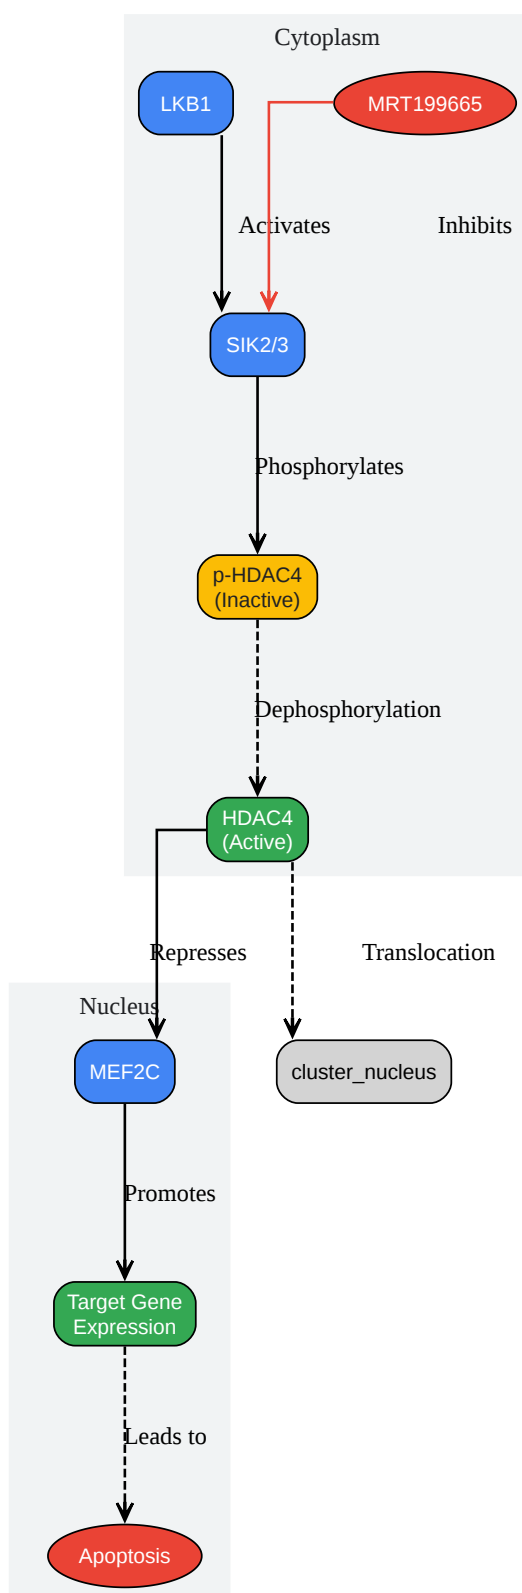 Cytoplasm
LKB1
MRT199665
Activates
Inhibits
SIK2/3
Phosphorylates
p-HDAC4
(Inactive)
Dephosphorylation
HDAC4
(Active)
Represses
Translocation
Nucleus
MEF2C
cluster_nucleus
Promotes
Target Gene
Expression
Leads to
Apoptosis